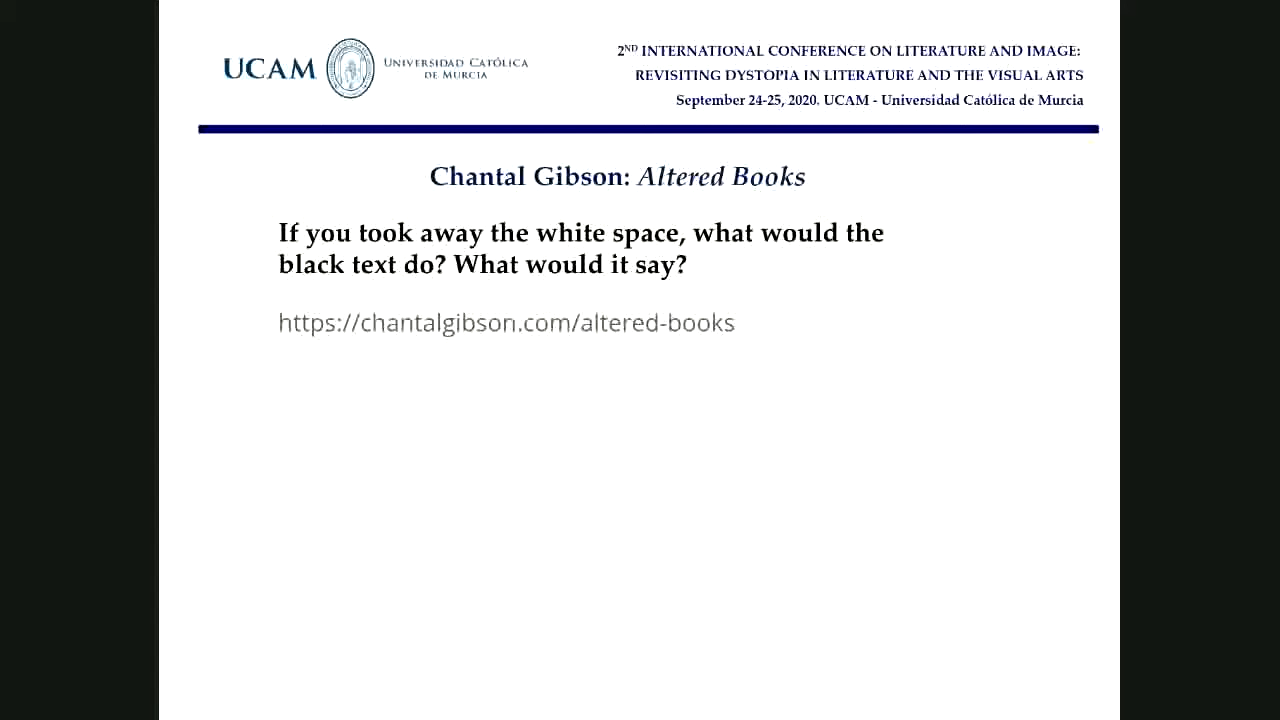 UCAM
UNIVERSIDAD CATÓLICA
DE MURCIA
2ND INTERNATIONAL CONFERENCE ON LITERATURE AND IMAGE:
REVISITING DYSTOPIA IN LITERATURE AND THE VISUAL ARTS
September 24-25, 2020. UCAM - Universidad Católica de Murcia
Chantal Gibson: Altered Books
If you took away the white space, what would the
black text do? What would it say?
https://chantalgibson.com/altered-books